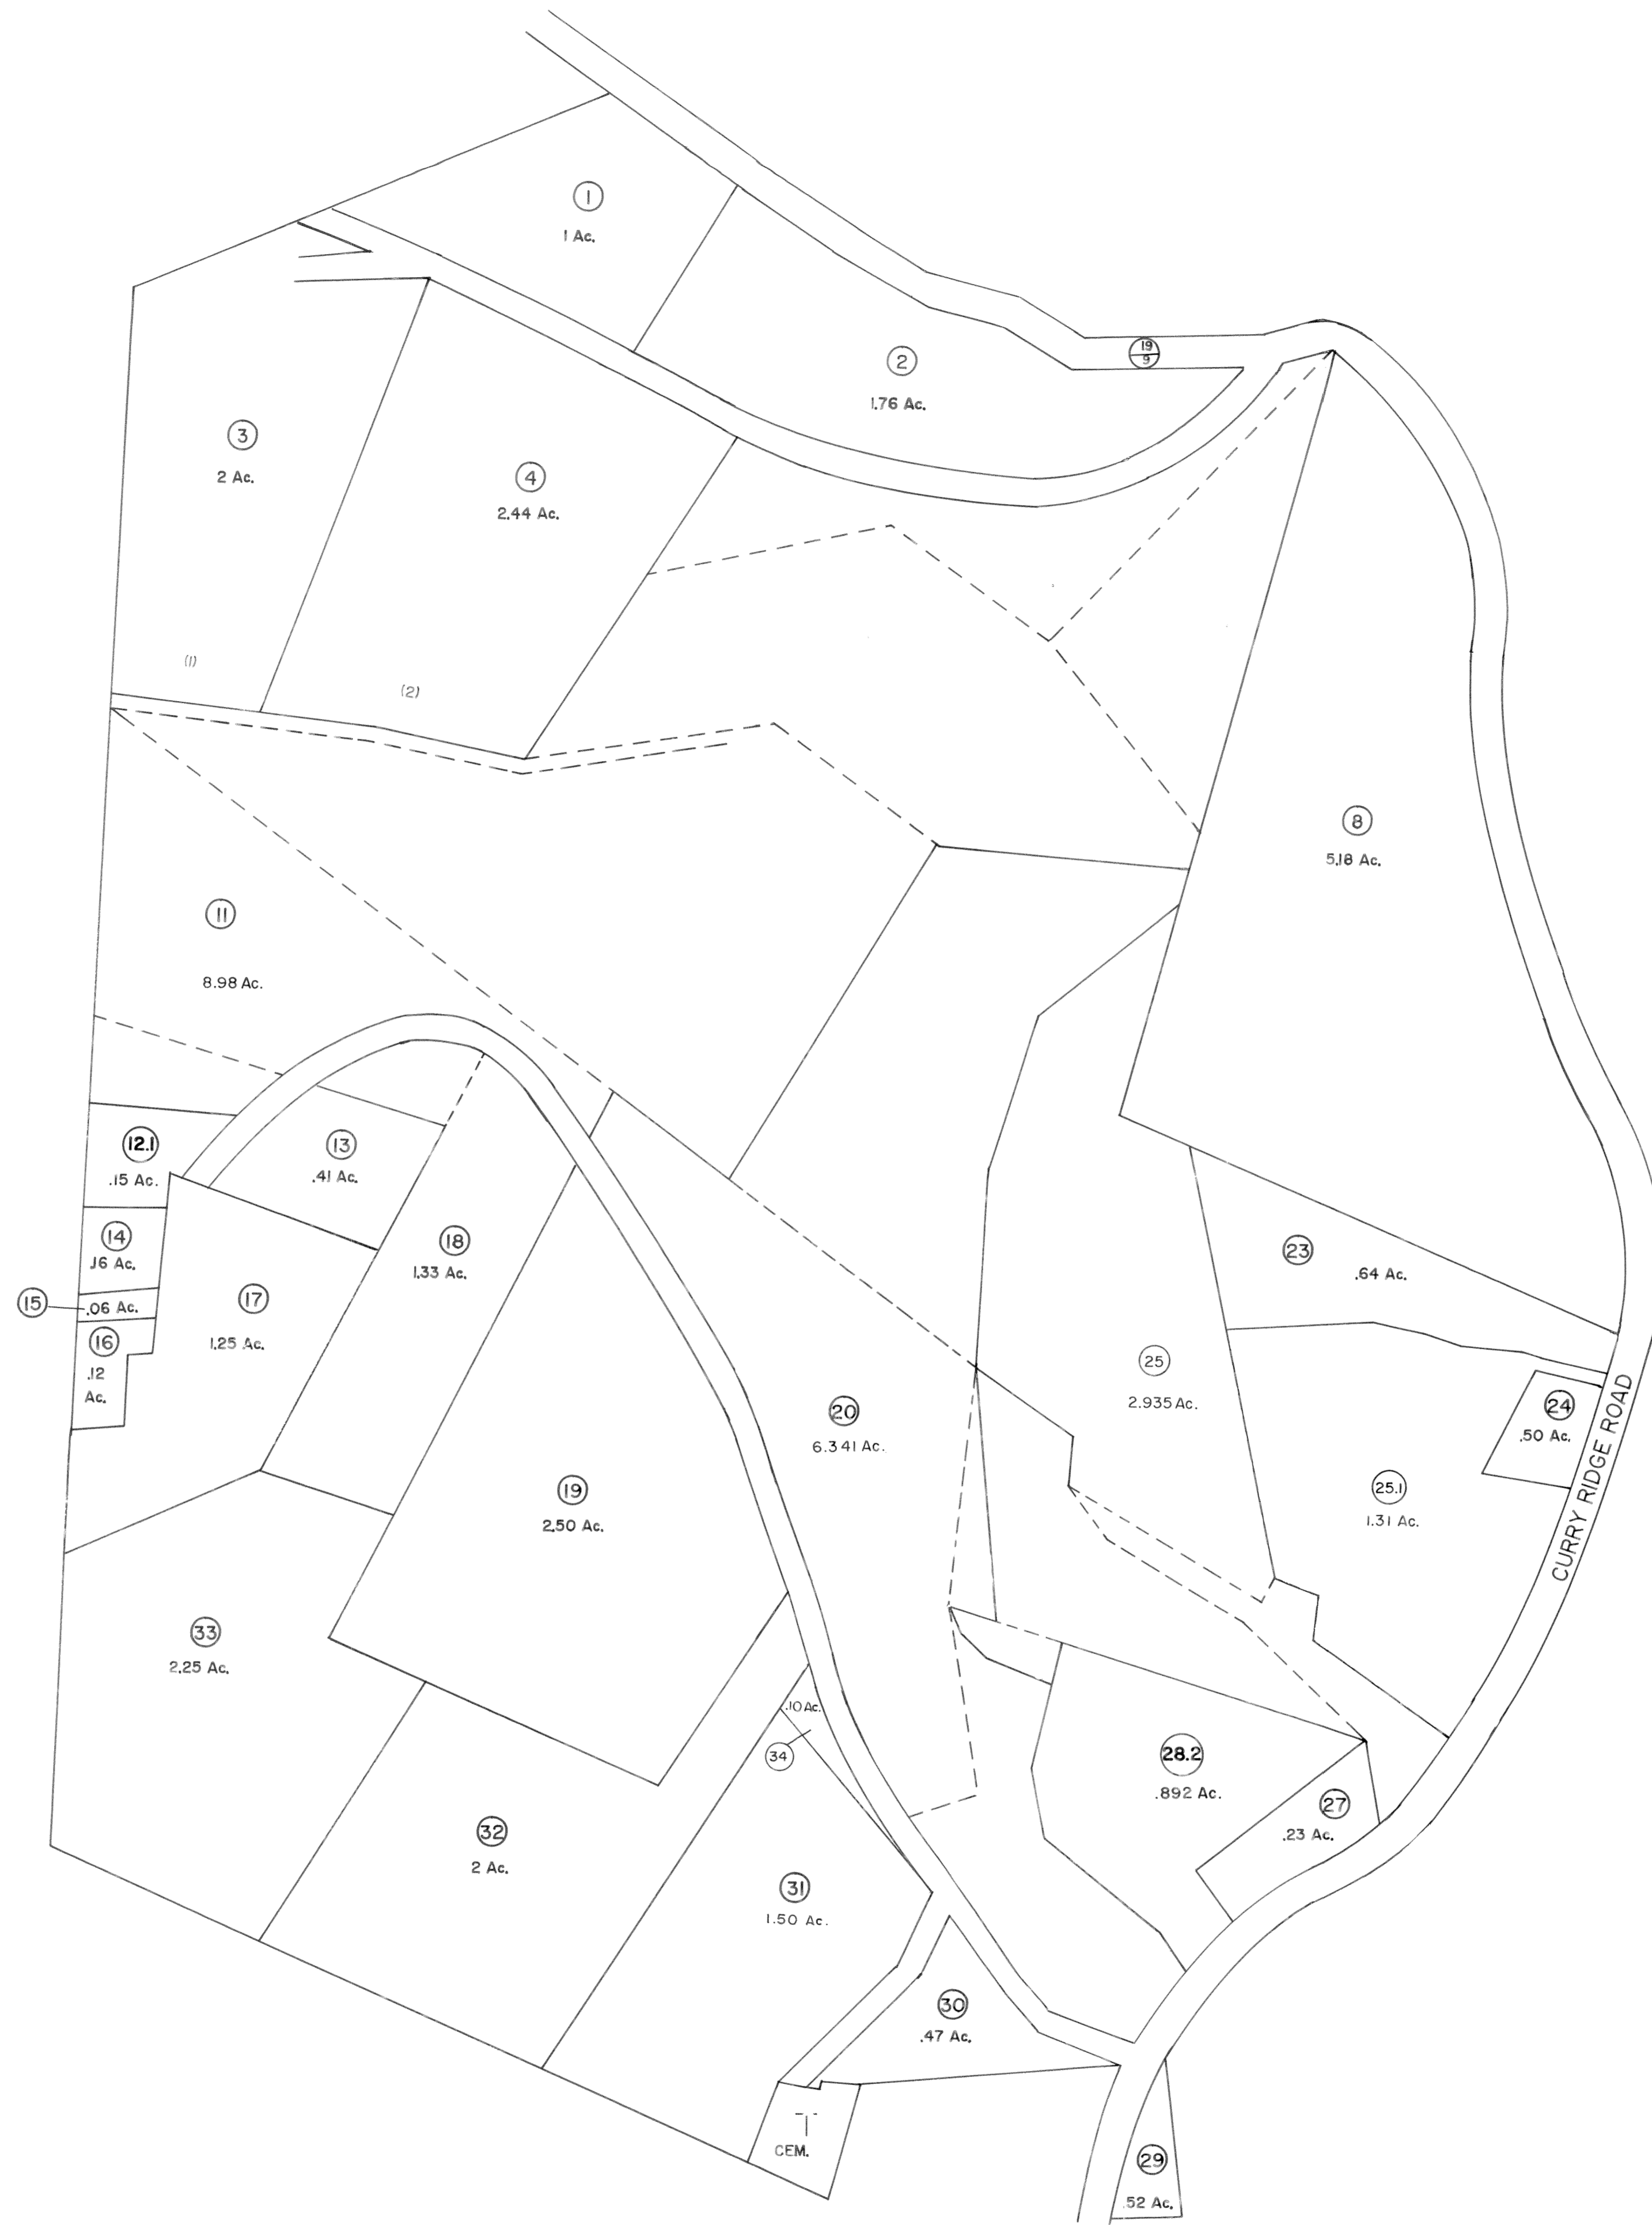 1
1 Ac.
19
9
2
1.76 Ac.
3
2 Ac.
4
2.44 Ac.
(1)
(2)
8
5.18 Ac.
11
8.98 Ac.
12.1
.15 Ac.
13
.41 Ac.
14
.16 Ac.
18
1.33 Ac.
23
.64 Ac.
15
.06 Ac.
17
1.25 Ac.
16
.12
Ac.
25
2.935 Ac.
20
6.341 Ac.
24
.50 Ac.
CURRY RIDGE ROAD
25.1
1.31 Ac.
19
2.50 Ac.
33
2.25 Ac.
.10 Ac.
34
28.2
.892 Ac.
27
.23 Ac.
32
2 Ac.
31
1.50 Ac.
30
.47 Ac.
CEM.
29
.52 Ac.